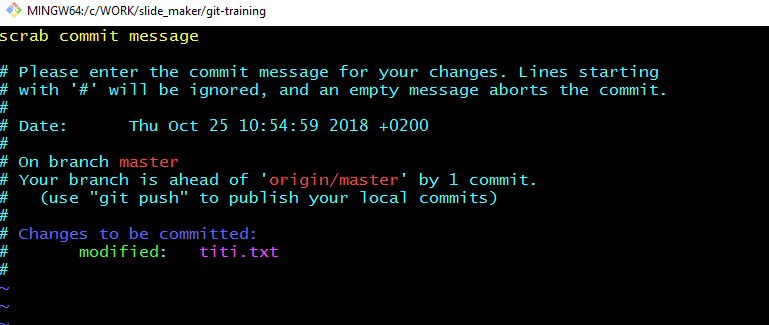 MINGW64:/c/WORK/slide_maker/git-training
scrab commit message
# Please enter the commit message for your changes. Lines starting
# with '#' will be ignored, and an empty message aborts the commit.
#
# Date:      Thu Oct 25 10:54:59 2018 +0200
#
# On branch master
# Your branch is ahead of 'origin/master' by 1 commit.
#   (use "git push" to publish your local commits)
#
# Changes to be committed:
#       modified:   titi.txt
#
~
~
~